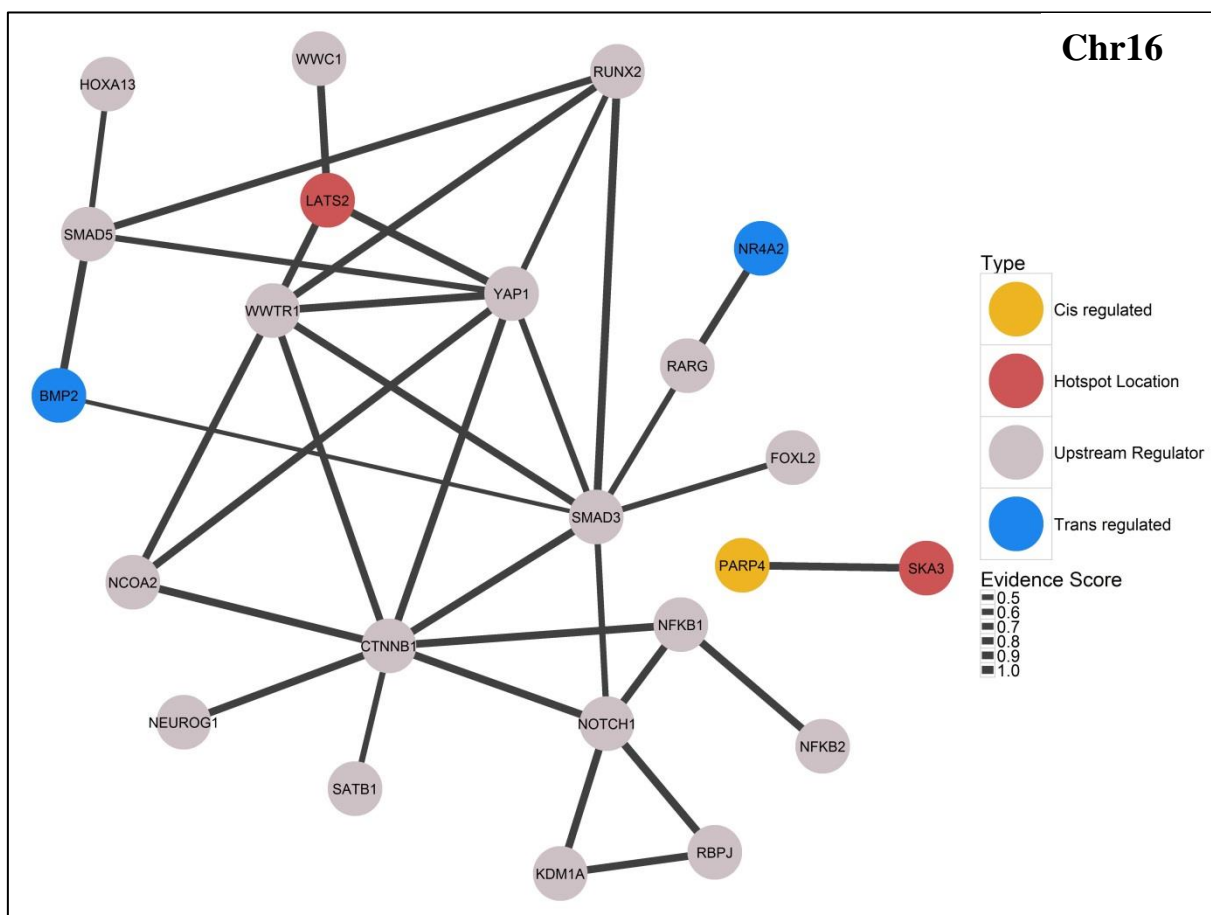 Chr16
WWC1
HOXA13
RUNX2
LATS2
SMAD5
NR4A2
YAP1
WWTR1
RARG
BMP2
FOXL2
SMAD3
PARP4
SKA3
NCOA2
CTNNB1
NFKB1
NEUROG1
NOTCH1
NFKB2
SATB1
RBPJ
KDM1A
Type
Cis regulated
Hotspot Location
Upstream Regulator
Trans regulated
Evidence Score
0.5
0.6
0.7
0.8
0.9
1.0